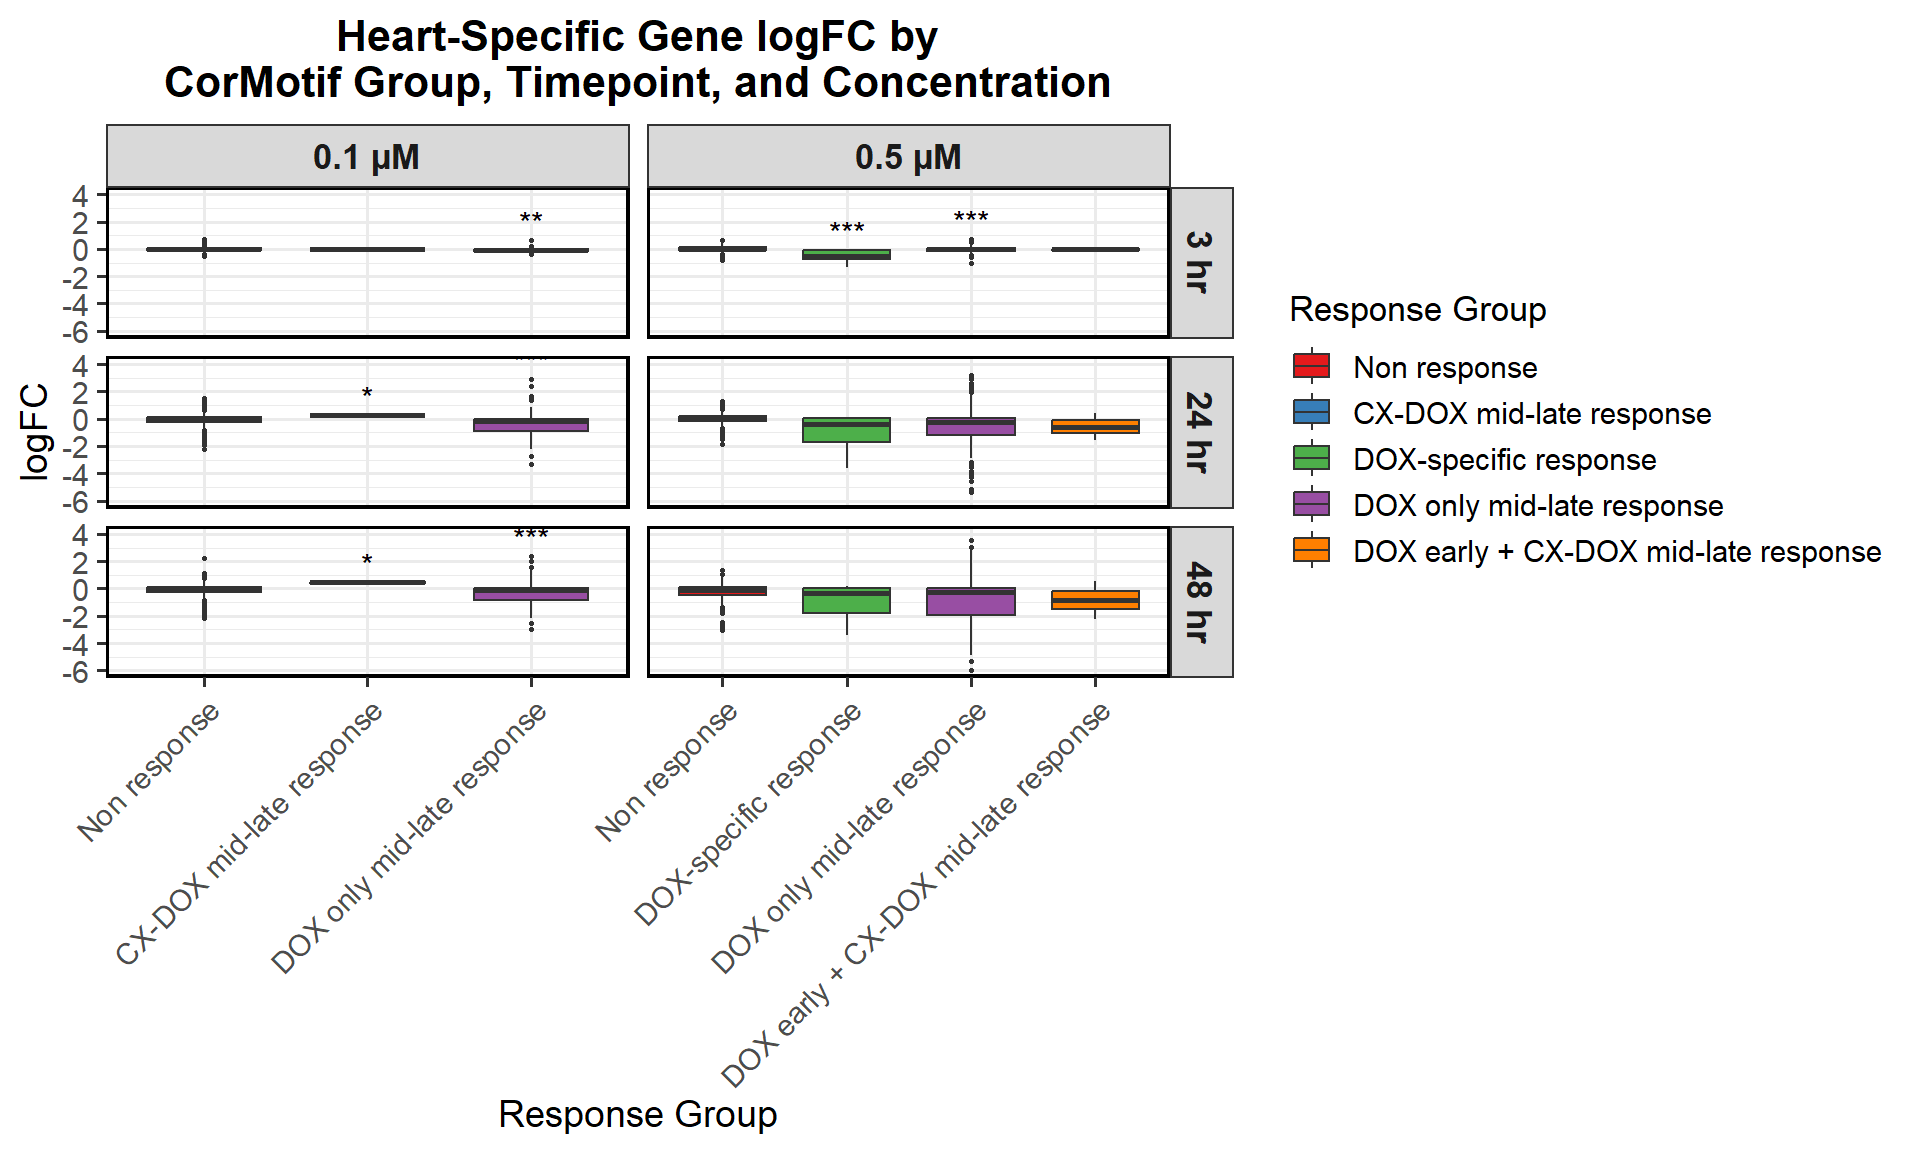 Heart-Specific Gene logFC by
CorMotif Group, Timepoint, and Concentration
0.1 µM
0.5 µM
4
2
0
-2
-4
-6
**
***
***
3 hr
4
2
0
-2
-4
-6
*
24 hr
4
2
0
-2
-4
-6
*
***
48 hr
logFC
Non response
CX-DOX mid-late response
DOX only mid-late response
Non response
DOX-specific response
DOX only mid-late response
DOX early + CX-DOX mid-late response
Response Group
Response Group
Non response
CX-DOX mid-late response
DOX-specific response
DOX only mid-late response
DOX early + CX-DOX mid-late response